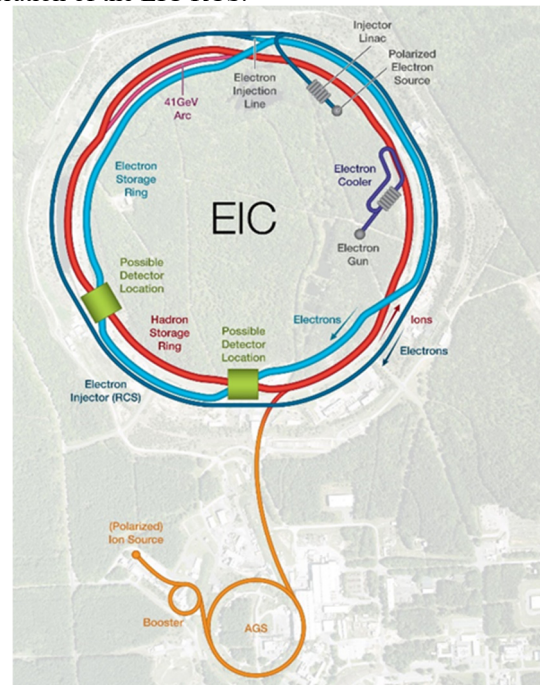 Injector
Linac
Polarized
Electron
Source
Electron
Injection
Line
41GeV
Arc
Electron
Storage
Ring
Electron
Cooler
EIC
Electron
Gun
Possible
Detector
Location
Hadron
Storage
Ring
Possible
Detector
Location
Electrons
Ions
Electrons
Electron
Injector (RCS)
(Polarized)
Ion Source
Booster
AGS